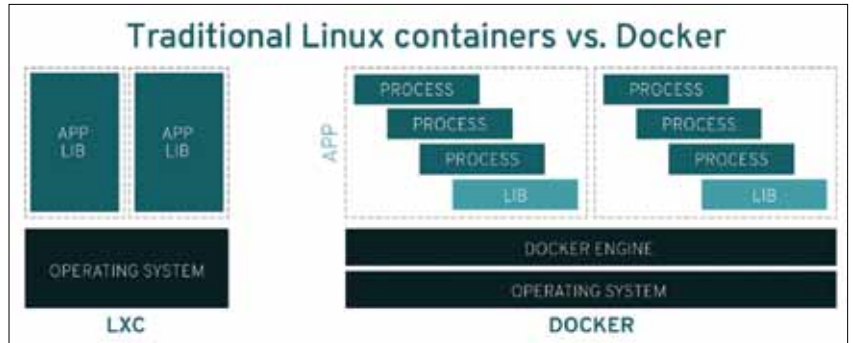 Traditional Linux containers vs. Docker
APP
LIB
APP
LIB
OPERATING SYSTEM
LXC
APP
PROCESS
PROCESS
PROCESS
LIB
PROCESS
PROCESS
PROCESS
LIB
DOCKER ENGINE
OPERATING SYSTEM
DOCKER